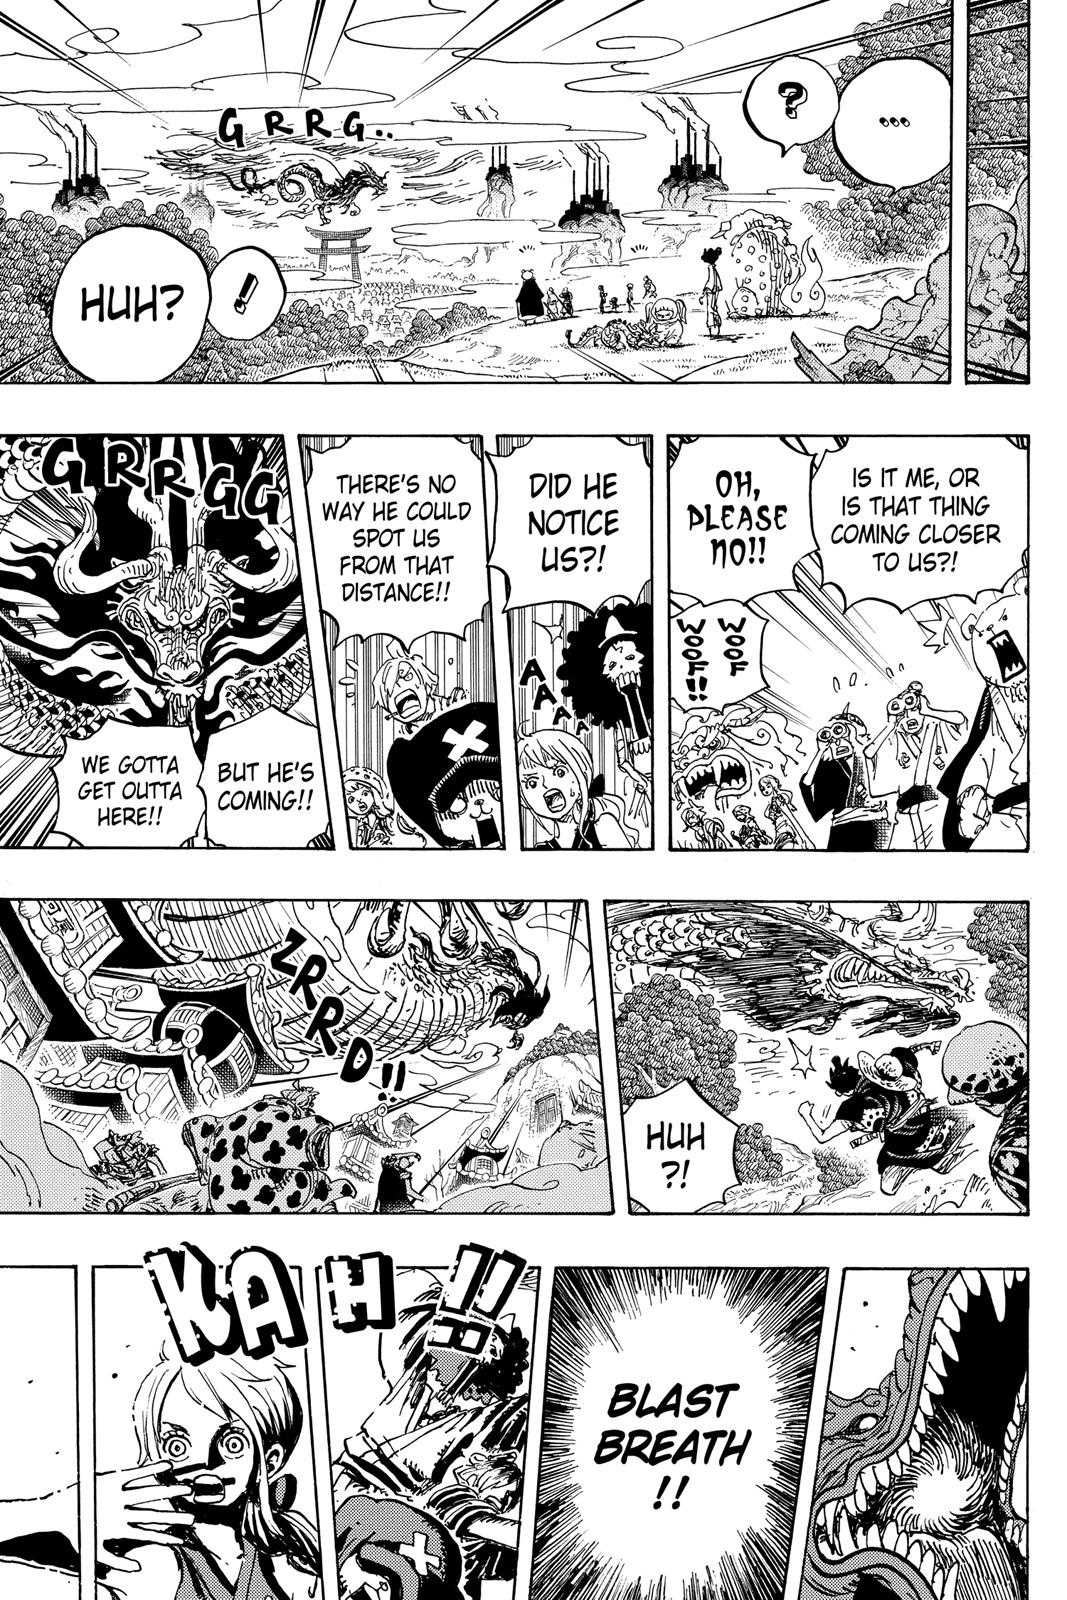 ...
?
GRRG..
!
HUH?
IS IT ME, OR
IS THAT THING
COMING CLOSER
TO US?!
OH,
PLEASE
NO!!
WOOF
WOOF!!
DID HE
NOTICE
US?!
AAAAA
THERE'S NO
WAY HE COULD
SPOT US
FROM THAT
DISTANCE!!
GRRGG
BUT HE'S
COMING!!
WE GOTTA
GET OUTTA
HERE!!
HUH
?!
ZRRRD!!
BLAST
BREATH
!!
KAH!!